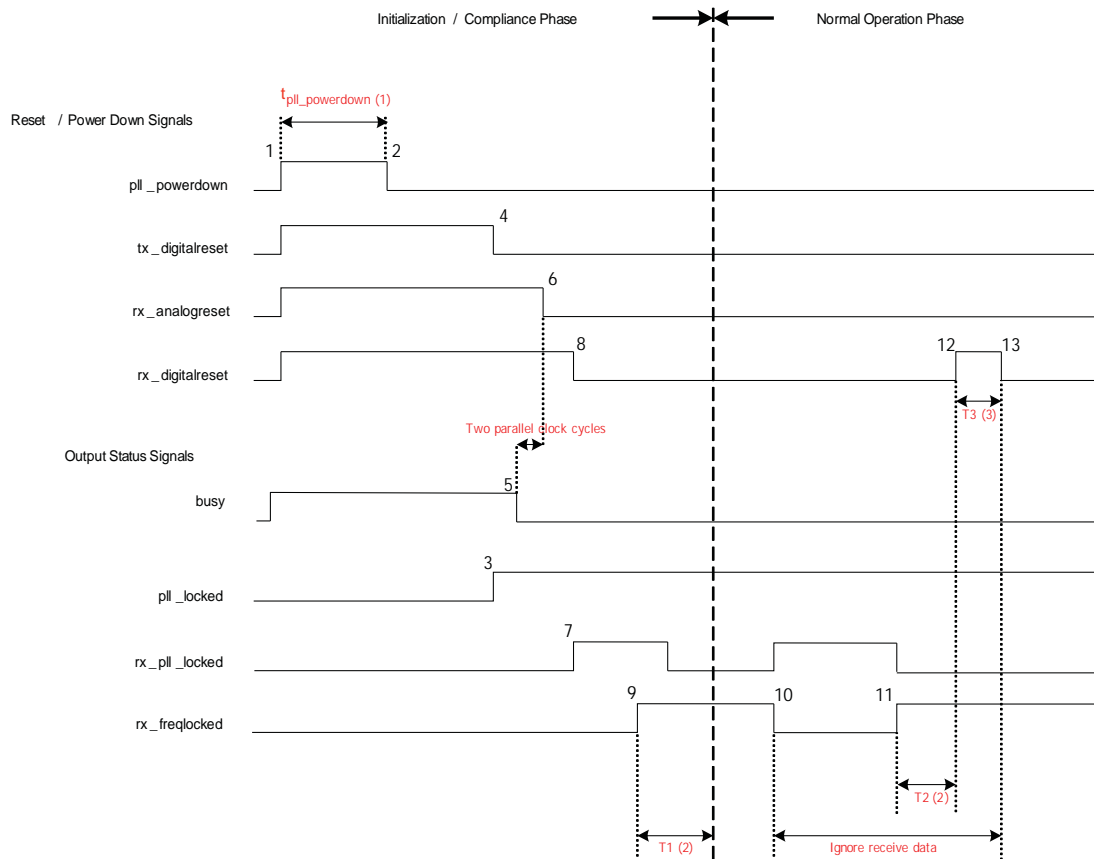 Initialization / Compliance Phase
Normal Operation Phase
t pll_powerdown (1)
Reset / Power Down Signals
1
2
pll _powerdown
4
tx _digitalreset
6
rx _analogreset
8
12
13
rx _digitalreset
T3 (3)
Two parallel clock cycles
Output Status Signals
5
busy
3
pll _locked
7
rx _pll _locked
9
10
11
rx _freqlocked
T2 (2)
T1 (2)
Ignore receive data